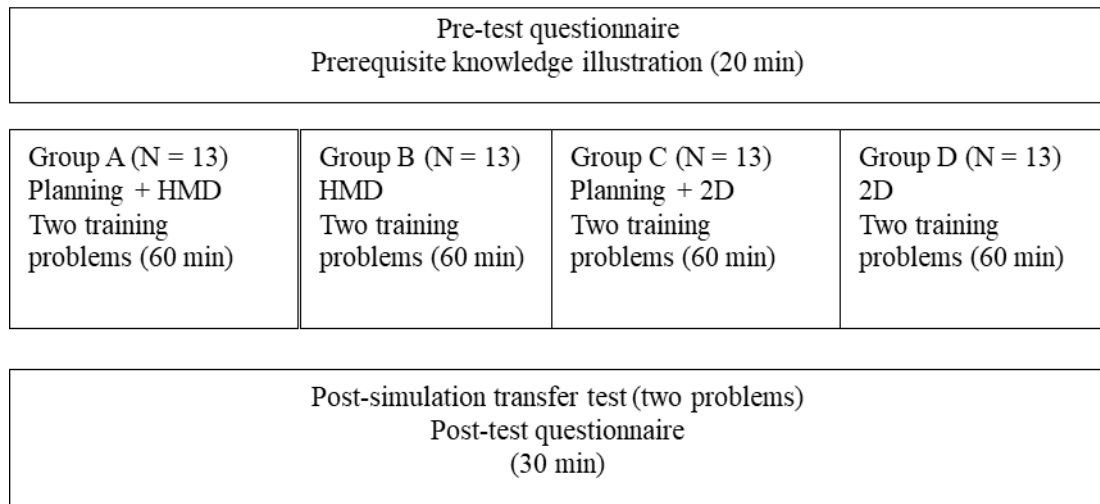 Pre-test questionnaire
Prerequisite knowledge illustration (20 min)
Group A (N = 13)
Planning + HMD
Two training
problems (60 min)
Group B (N = 13)
HMD
Two training
problems (60 min)
Group C (N = 13)
Planning + 2D
Two training
problems (60 min)
Group D (N = 13)
2D
Two training
problems (60 min)
Post-simulation transfer test (two problems)
Post-test questionnaire
(30 min)